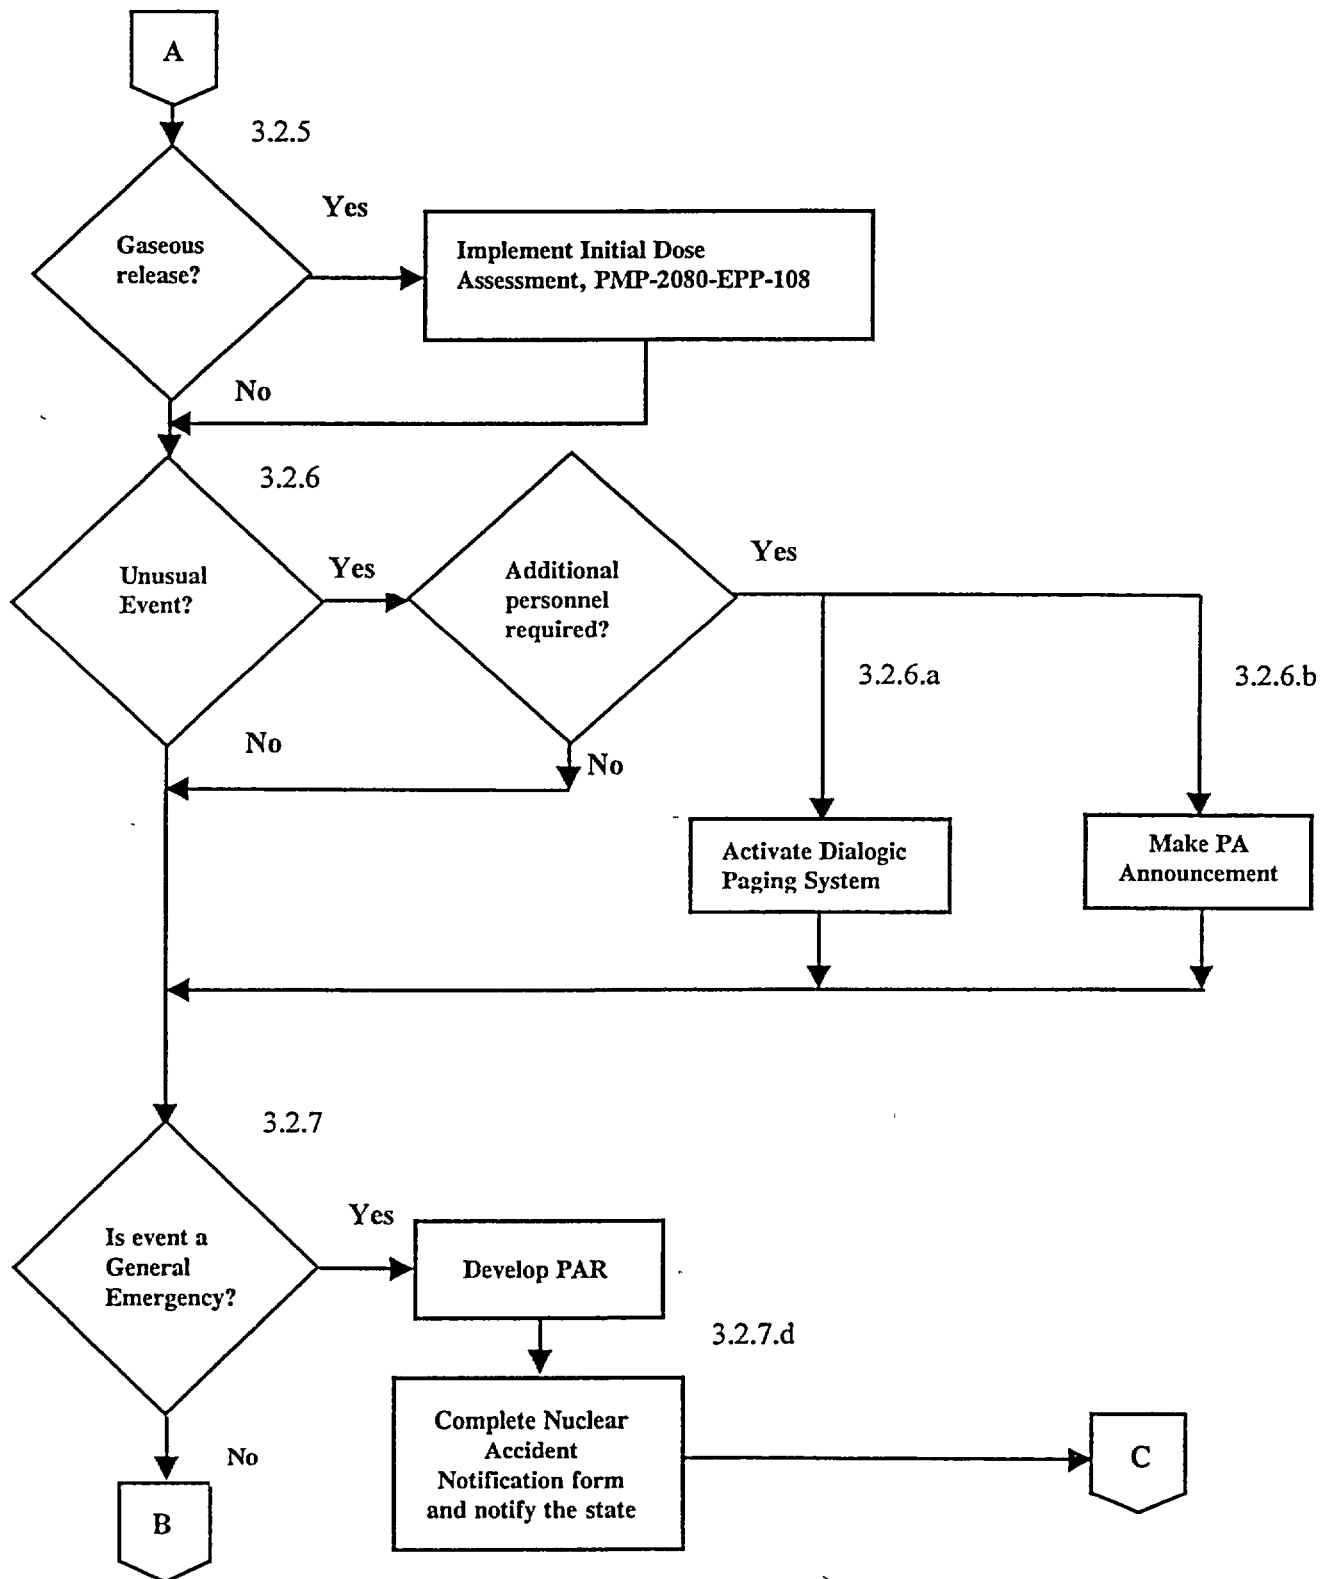 A
3.2.5
Yes
Gaseous
release?
Implement Initial Dose
Assessment, PMP-2080-EPP-108
No
3.2.6
Unusual
Event?
Yes
Additional
personnel
required?
Yes
3.2.6.a
3.2.6.b
No
No
Activate Dialogic
Paging System
Make PA
Announcement
3.2.7
Is event a
General
Emergency?
Yes
Develop PAR
3.2.7.d
Complete Nuclear
Accident
Notification form
and notify the state
C
No
B